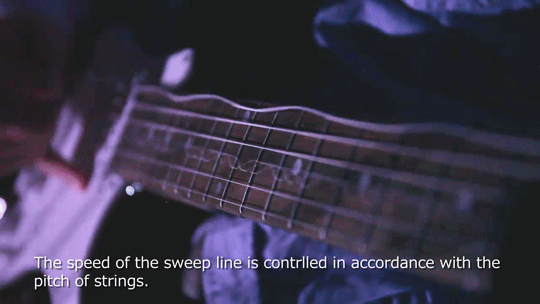 The speed of the sweep line is contrlled in accordance with the
pitch of strings.